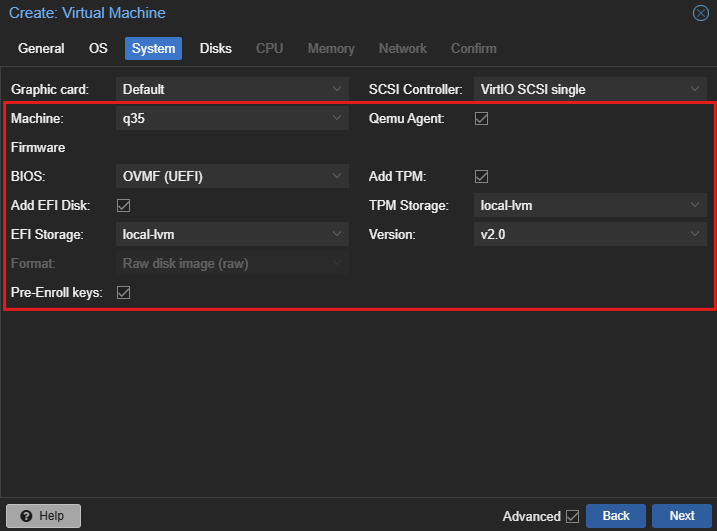 Create: Virtual Machine
General OS System Disks CPU Memory Network Confirm
Graphic card: Default SCSI Controller: VirtIO SCSI single
Machine: q35 Qemu Agent:
Firmware
BIOS: OVMF (UEFI) Add TPM:
Add EFI Disk: TPM Storage: local-lvm
EFI Storage: local-lvm Version: v2.0
Format: Raw disk image (raw)
Pre-Enroll keys:
Help Advanced Back Next